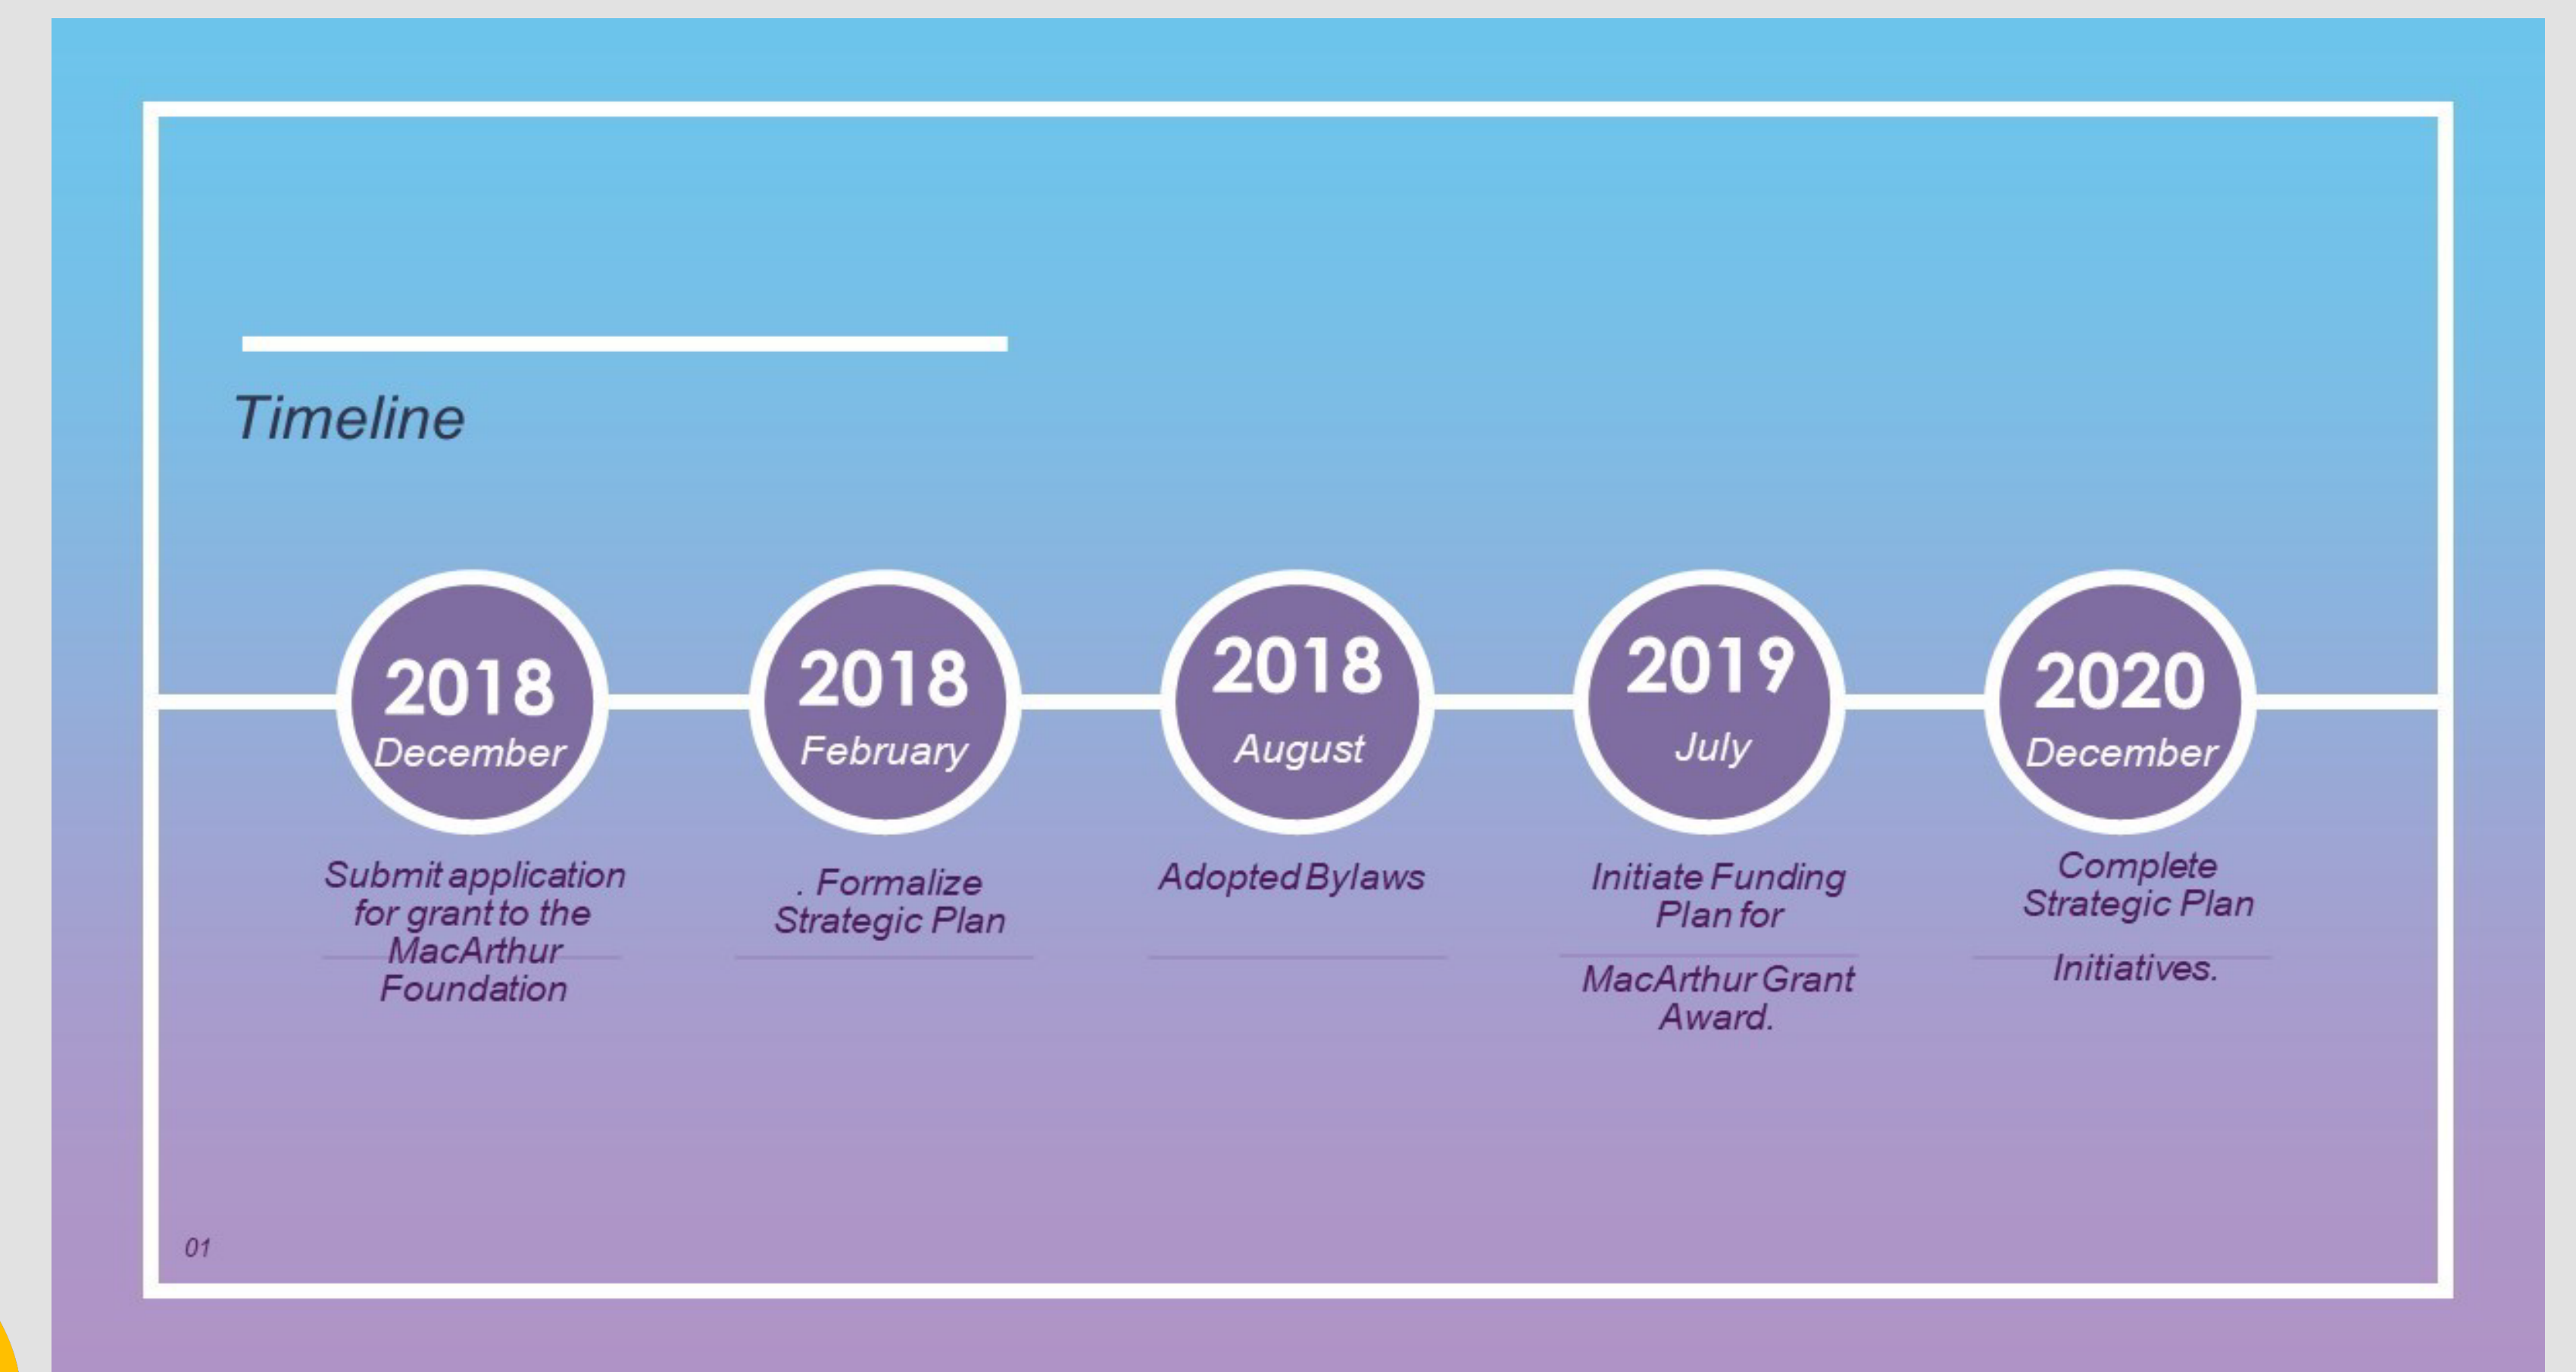 Timeline
2018
December
Submit application
for grant to the
MacArthur
Foundation
2018
February
. Formalize
Strategic Plan
2018
August
Adopted Bylaws
2019
July
Initiate Funding
Plan for
MacArthur Grant
Award.
2020
December
Complete
Strategic Plan
Initiatives.
01